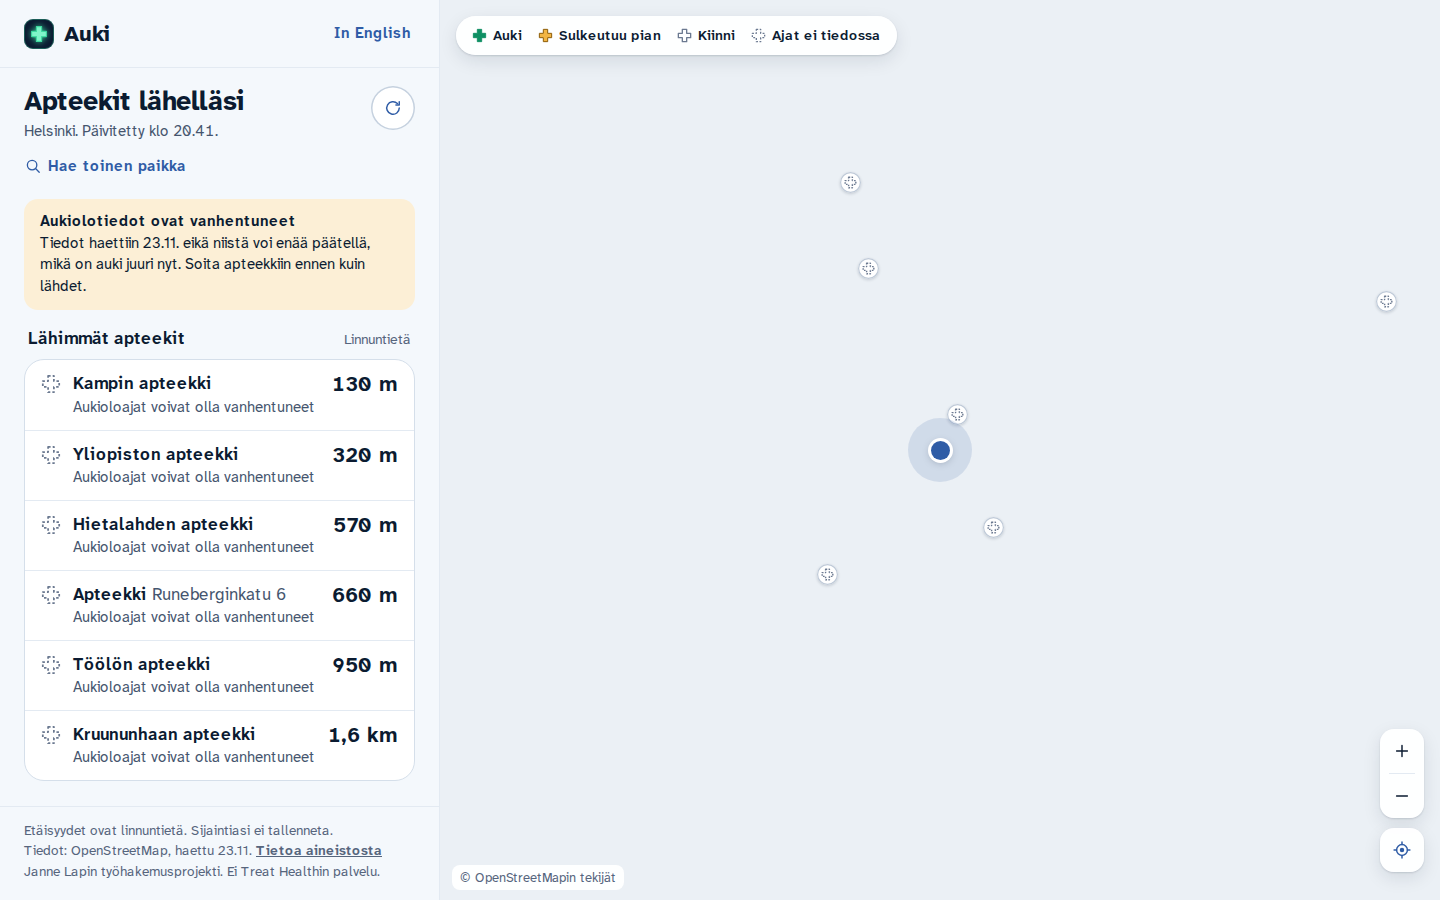 Auki
In English
Apteekit lähelläsi
Helsinki. Päivitetty klo 20.41.
Hae toinen paikka
Aukiolotiedot ovat vanhentuneet
Tiedot haettiin 23.11. eikä niistä voi enää päätellä,
mikä on auki juuri nyt. Soita apteekkiin ennen kuin
lähdet.
Lähimmät apteekit
Linnuntietä
Kampin apteekki
130 m
Aukioloajat voivat olla vanhentuneet
Yliopiston apteekki
320 m
Aukioloajat voivat olla vanhentuneet
Hietalahden apteekki
570 m
Aukioloajat voivat olla vanhentuneet
Apteekki Runeberginkatu 6
660 m
Aukioloajat voivat olla vanhentuneet
Töölön apteekki
950 m
Aukioloajat voivat olla vanhentuneet
Kruununhaan apteekki
1,6 km
Aukioloajat voivat olla vanhentuneet
Etäisyydet ovat linnuntietä. Sijaintiasi ei tallenneta.
Tiedot: OpenStreetMap, haettu 23.11. Tietoa aineistosta
Janne Lapin työhakemusprojekti. Ei Treat Healthin palvelu.
Auki
Sulkeutuu pian
Kiinni
Ajat ei tiedossa
+
−
© OpenStreetMapin tekijät